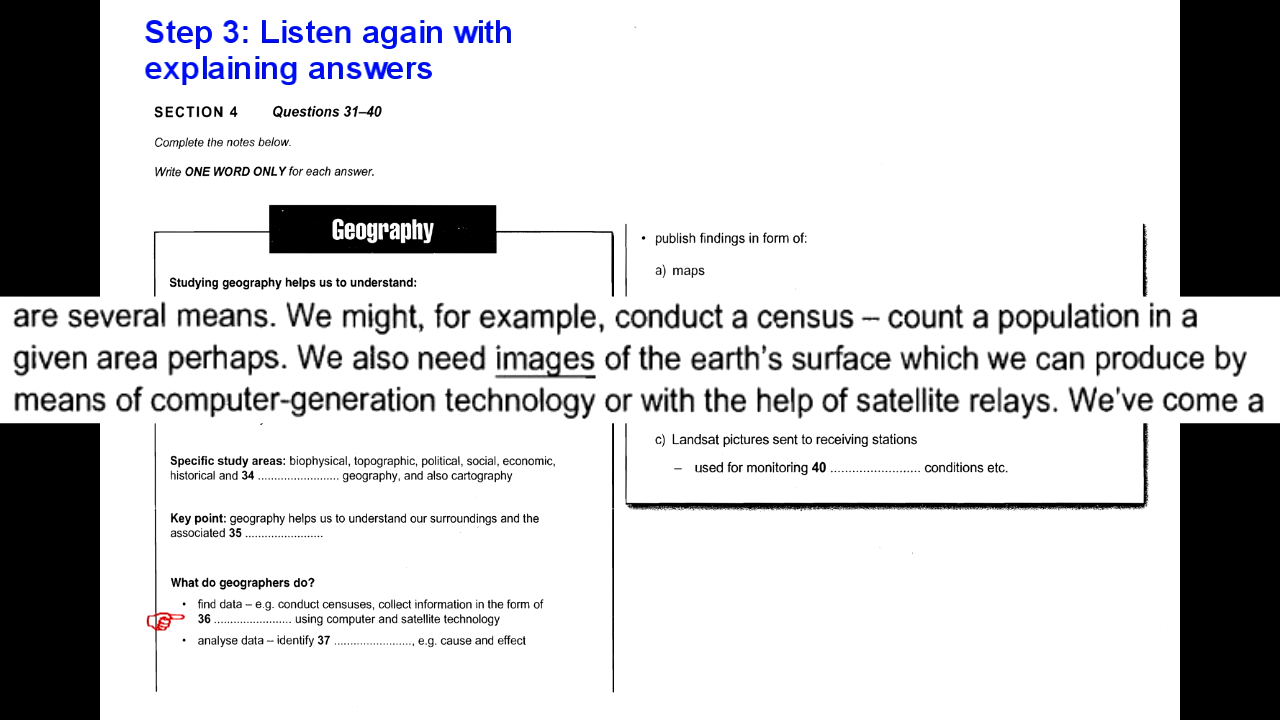 Step 3: Listen again with
explaining answers
SECTION 4 Questions 31–40
Complete the notes below.
Write ONE WORD ONLY for each answer.
Geography
Studying geography helps us to understand:
• publish findings in form of:
a) maps
are several means. We might, for example, conduct a census – count a population in a
given area perhaps. We also need images of the earth's surface which we can produce by
means of computer-generation technology or with the help of satellite relays. We've come a
Specific study areas: biophysical, topographic, political, social, economic,
historical and 34 ........................ geography, and also cartography
Key point: geography helps us to understand our surroundings and the
associated 35 .......................
What do geographers do?
• find data – e.g. conduct censuses, collect information in the form of
36 ....................... using computer and satellite technology
• analyse data – identify 37 ......................., e.g. cause and effect
c) Landsat pictures sent to receiving stations
– used for monitoring 40 ........................ conditions etc.